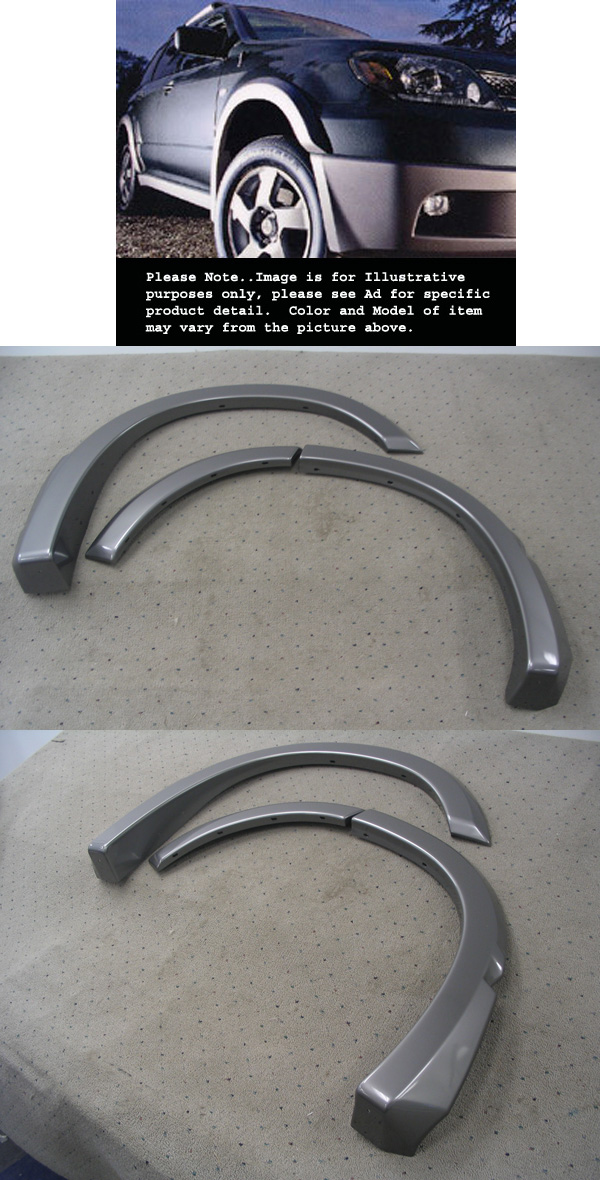 Please Note..Image is for Illustrative
purposes only, please see Ad for specific
product detail.  Color and Model of item
may vary from the picture above.